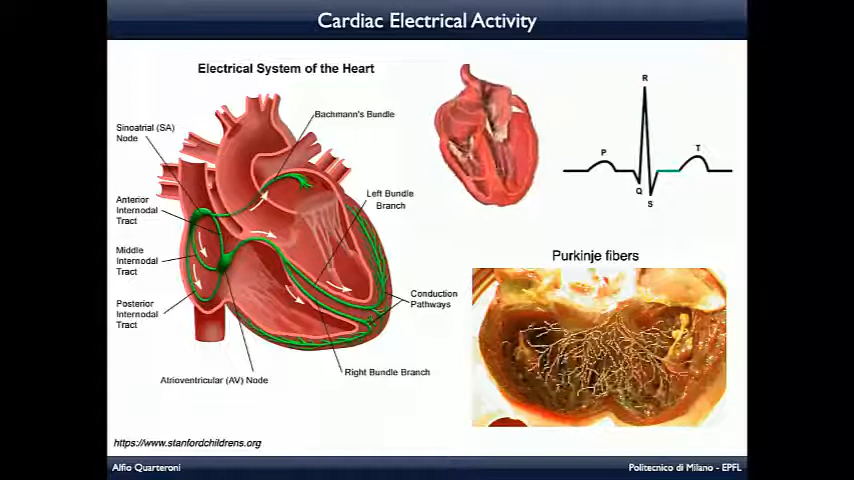 Cardiac Electrical Activity
Electrical System of the Heart
Bachmann's Bundle
Sinoatrial (SA)
Node
Anterior
Internodal
Tract
Middle
Internodal
Tract
Posterior
Internodal
Tract
Left Bundle
Branch
Conduction
Pathways
Right Bundle Branch
Atrioventricular (AV) Node
R
P
T
Q
S
Purkinje fibers
https://www.stanfordchildrens.org
Alfio Quarteroni
Politecnico di Milano - EPFL